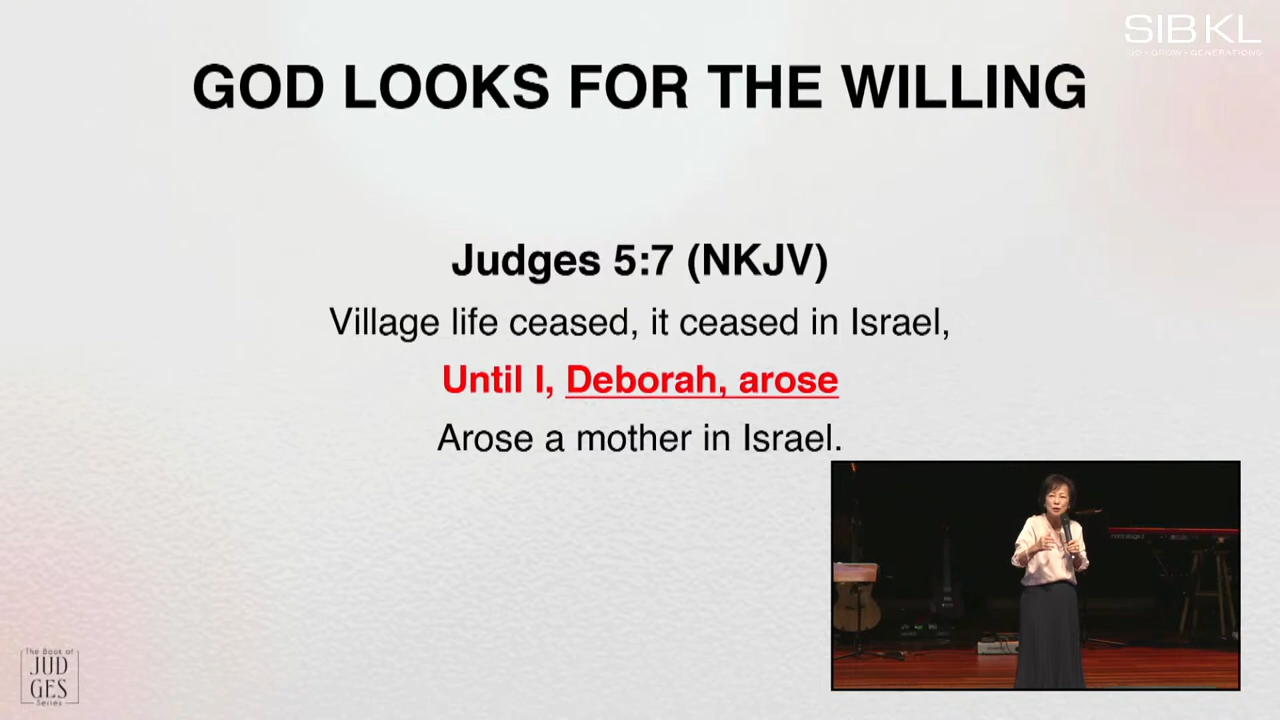 SIBKL
GOD LOOKS FOR THE WILLING
Judges 5:7 (NKJV)
Village life ceased, it ceased in Israel,
Until I, Deborah, arose
Arose a mother in Israel.
The Book of
JUD
GES
Series